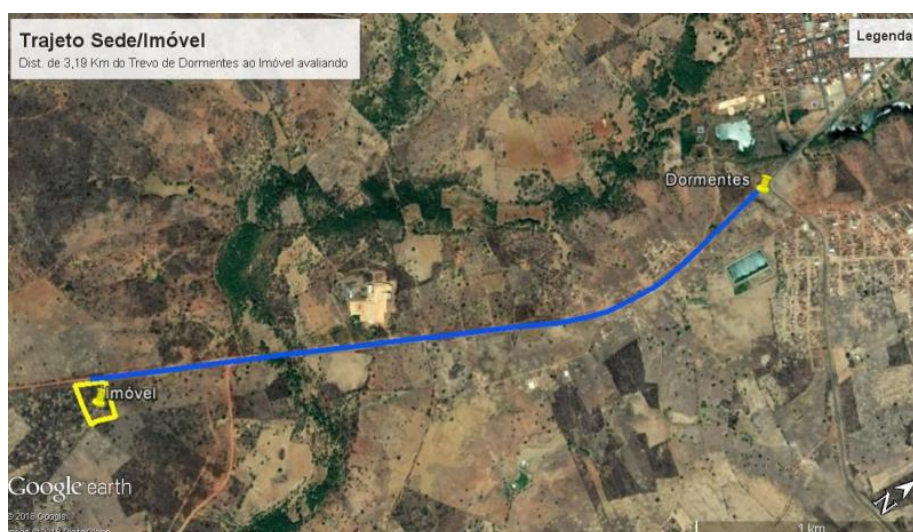 Trajeto Sede/Imóvel
Dist. de 3,19 Km do Trevo de Dormentes ao Imóvel avaliando
Legenda
Dormentes
Imóvel
Google earth
© 2016 Google
1 km
N